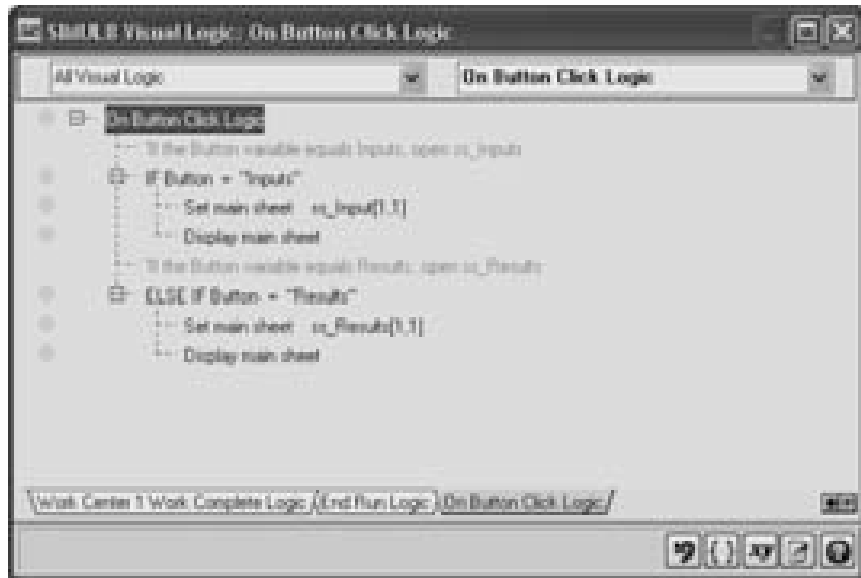 SIMUL8 Visual Logic: On Button Click Logic
All Visual Logic
On Button Click Logic
On Button Click Logic
'If the Button variable equals Inputs, open ss_Inputs
IF Button = "Inputs"
Set main sheet ss_Input[1,1]
Display main sheet
'If the Button variable equals Results, open ss_Results
ELSE IF Button = "Results"
Set main sheet ss_Results[1,1]
Display main sheet
Work Center 1 Work Complete Logic
End Run Logic
On Button Click Logic